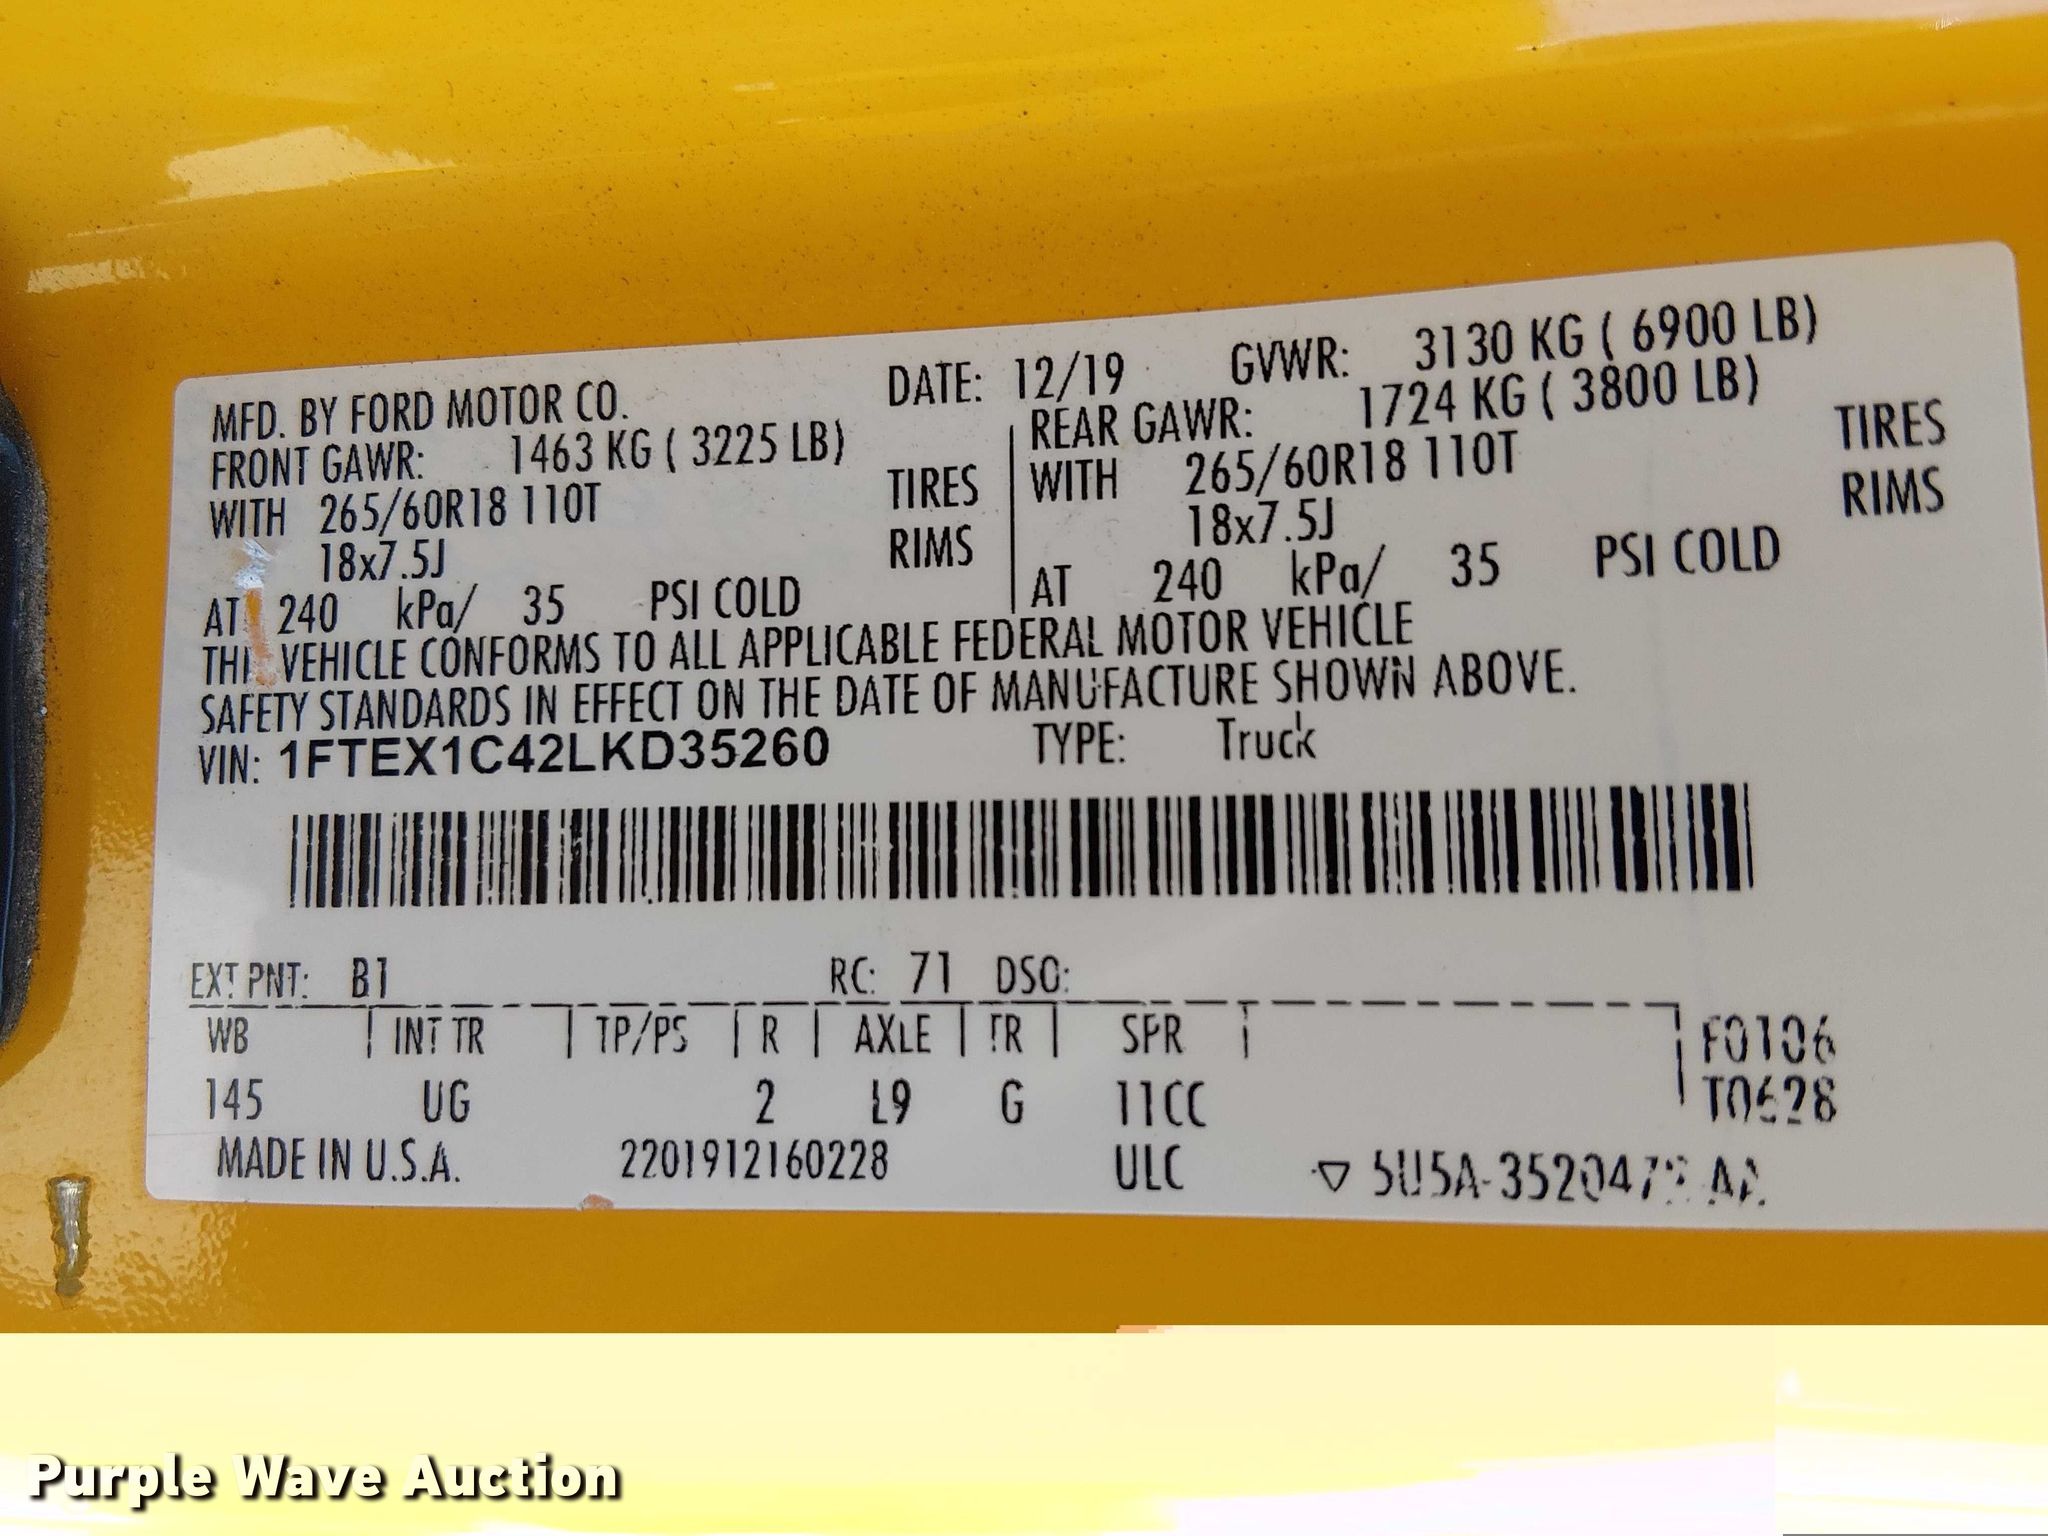 MFD. BY FORD MOTOR CO. DATE: 12/19 GVWR: 3130 KG ( 6900 LB)
FRONT GAWR: 1463 KG ( 3225 LB) REAR GAWR: 1724 KG ( 3800 LB)
WITH 265/60R18 110T TIRES WITH 265/60R18 110T TIRES
18x7.5J RIMS 18x7.5J RIMS
AT 240 kPa/ 35 PSI COLD AT 240 kPa/ 35 PSI COLD
VEHICLE CONFORMS TO ALL APPLICABLE FEDERAL MOTOR VEHICLE
SAFETY STANDARDS IN EFFECT ON THE DATE OF MANUFACTURE SHOWN ABOVE.
VIN: 1FTEX1C42LKD35260 TYPE: Truck
EXT PNT: B1 RC: 71 DSO:
WB INT TR TP/PS R AXLE TR SPR F0106
145 UG 2 L9 G 11CC T0628
MADE IN U.S.A. 2201912160228 ULC
Purple Wave Auction